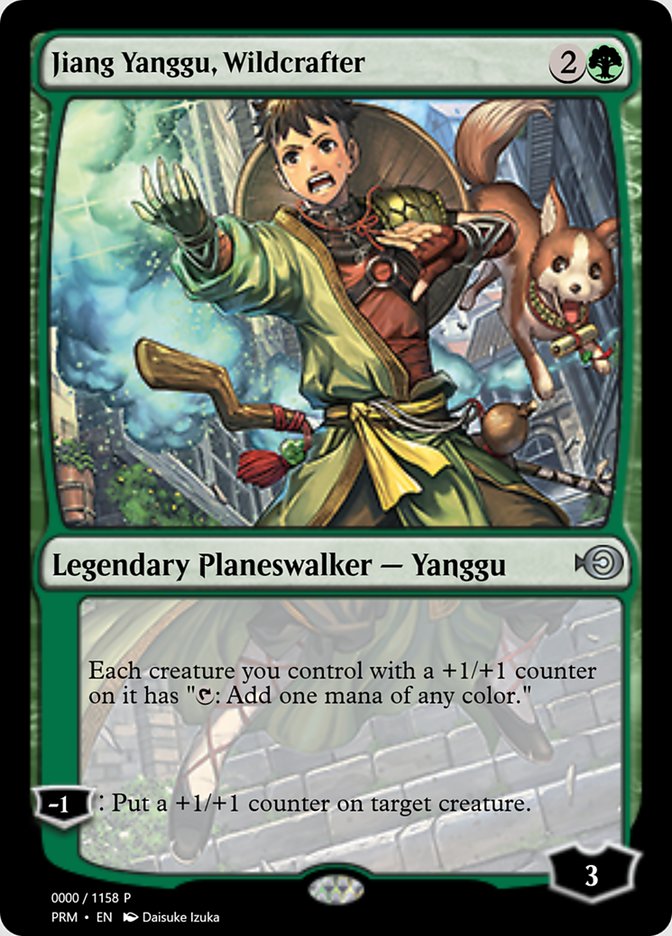 Jiang Yanggu, Wildcrafter 2
Legendary Planeswalker — Yanggu
Each creature you control with a +1/+1 counter
on it has ": Add one mana of any color."
-1 : Put a +1/+1 counter on target creature.
3
0000 / 1158 P
PRM • EN Daisuke Izuka